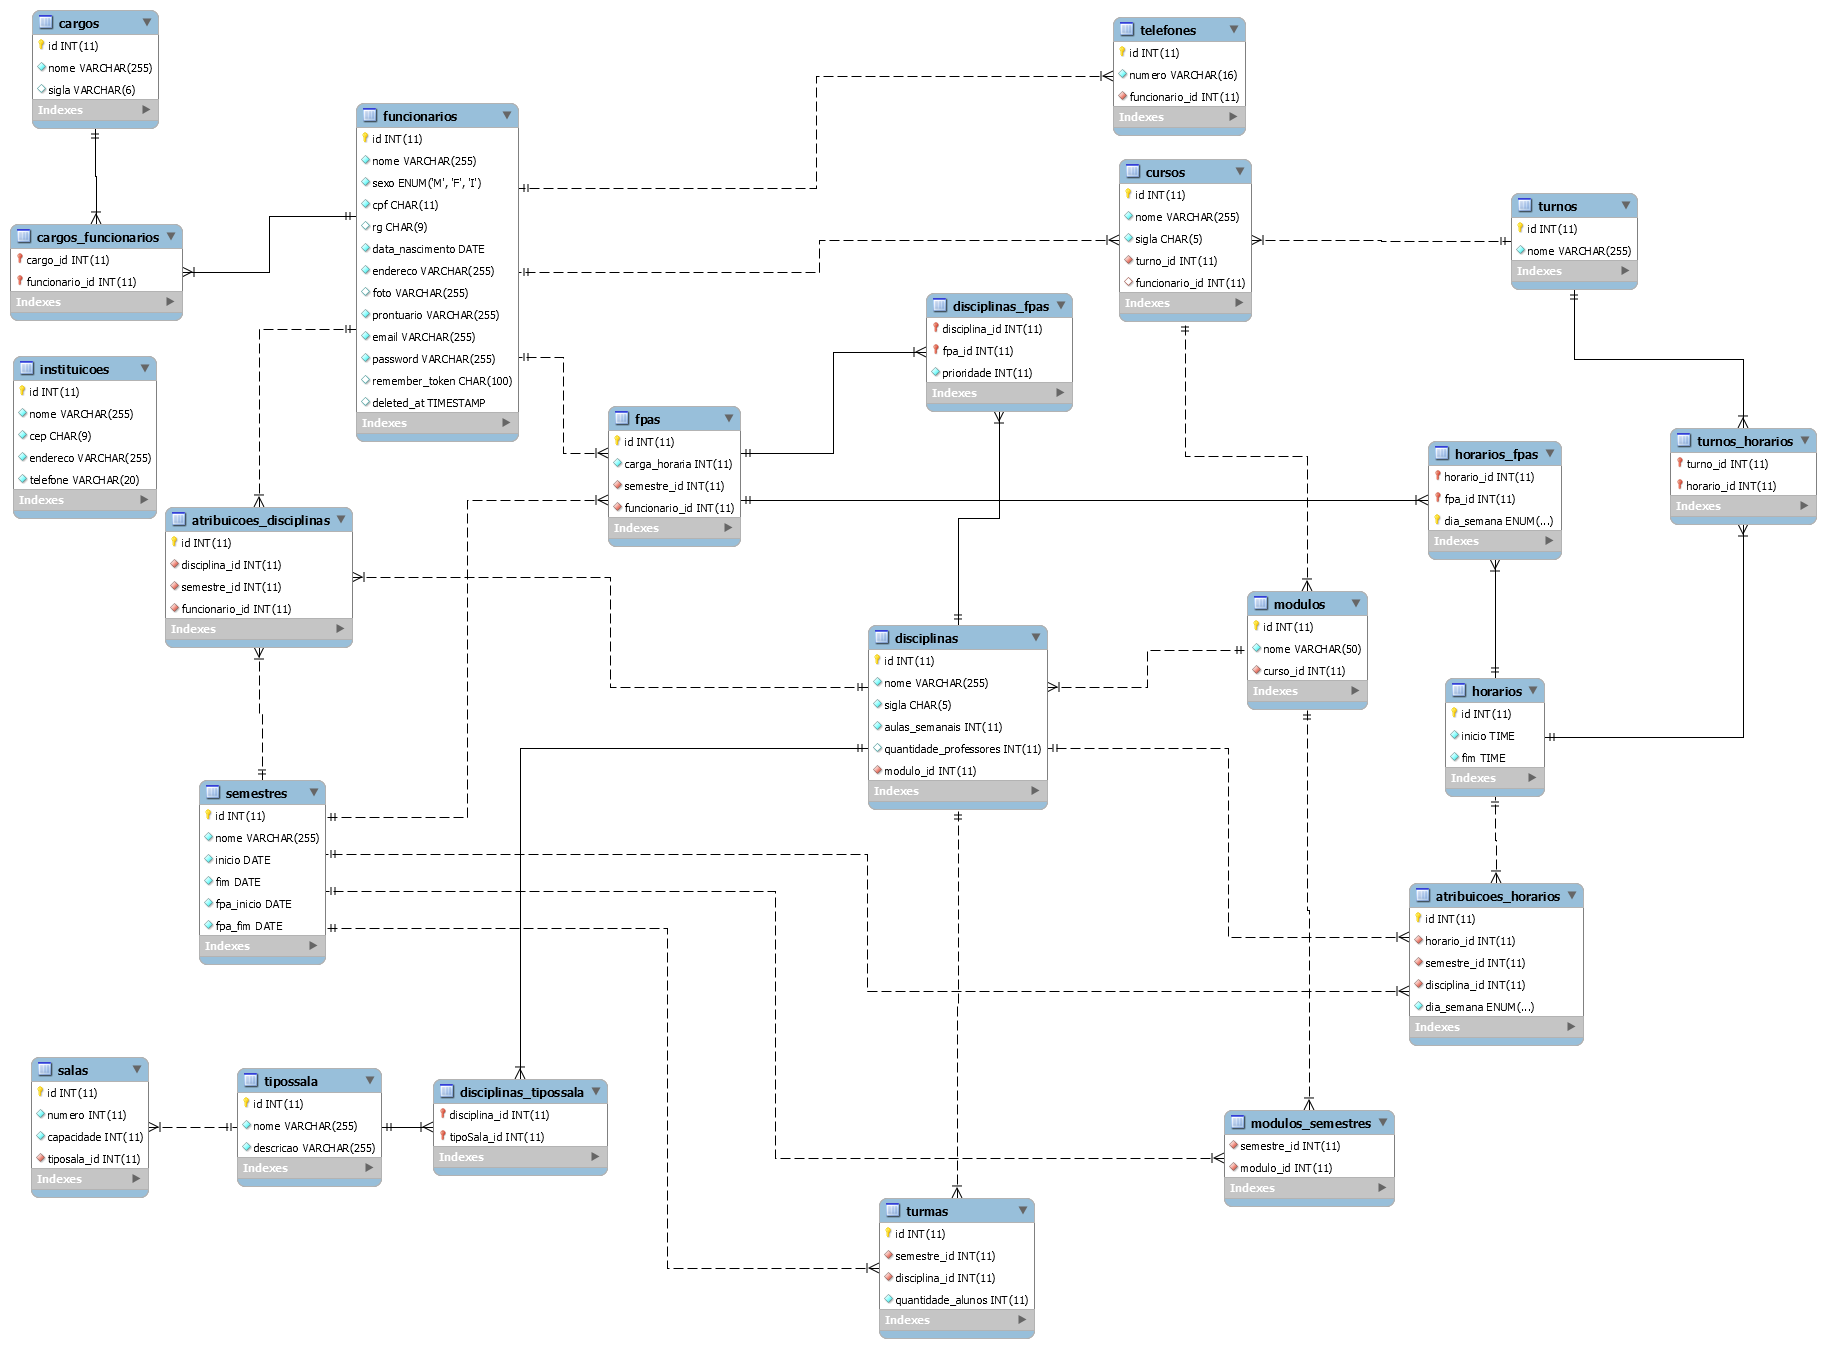 cargos
id INT(11)
nome VARCHAR(255)
sigla VARCHAR(6)
Indexes
telefones
id INT(11)
numero VARCHAR(16)
funcionario_id INT(11)
Indexes
funcionarios
id INT(11)
nome VARCHAR(255)
sexo ENUM('M', 'F', 'I')
cpf CHAR(11)
rg CHAR(9)
data_nascimento DATE
endereco VARCHAR(255)
foto VARCHAR(255)
prontuario VARCHAR(255)
email VARCHAR(255)
password VARCHAR(255)
remember_token CHAR(100)
deleted_at TIMESTAMP
Indexes
cursos
id INT(11)
nome VARCHAR(255)
sigla CHAR(5)
turno_id INT(11)
funcionario_id INT(11)
Indexes
turnos
id INT(11)
nome VARCHAR(255)
Indexes
cargos_funcionarios
cargo_id INT(11)
funcionario_id INT(11)
Indexes
disciplinas_fpas
disciplina_id INT(11)
fpa_id INT(11)
prioridade INT(11)
Indexes
instituicoes
id INT(11)
nome VARCHAR(255)
cep CHAR(9)
endereco VARCHAR(255)
telefone VARCHAR(20)
Indexes
fpas
id INT(11)
carga_horaria INT(11)
semestre_id INT(11)
funcionario_id INT(11)
Indexes
turnos_horarios
turno_id INT(11)
horario_id INT(11)
Indexes
horarios_fpas
horario_id INT(11)
fpa_id INT(11)
dia_semana ENUM(...)
Indexes
atribuicoes_disciplinas
id INT(11)
disciplina_id INT(11)
semestre_id INT(11)
funcionario_id INT(11)
Indexes
modulos
id INT(11)
nome VARCHAR(50)
curso_id INT(11)
Indexes
disciplinas
id INT(11)
nome VARCHAR(255)
sigla CHAR(5)
aulas_semanais INT(11)
quantidade_professores INT(11)
modulo_id INT(11)
Indexes
horarios
id INT(11)
inicio TIME
fim TIME
Indexes
semestres
id INT(11)
nome VARCHAR(255)
inicio DATE
fim DATE
fpa_inicio DATE
fpa_fim DATE
Indexes
atribuicoes_horarios
id INT(11)
horario_id INT(11)
semestre_id INT(11)
disciplina_id INT(11)
dia_semana ENUM(...)
Indexes
salas
id INT(11)
numero INT(11)
capacidade INT(11)
tiposala_id INT(11)
Indexes
tipossala
id INT(11)
nome VARCHAR(255)
descricao VARCHAR(255)
Indexes
disciplinas_tipossala
disciplina_id INT(11)
tipoSala_id INT(11)
Indexes
modulos_semestres
semestre_id INT(11)
modulo_id INT(11)
Indexes
turmas
id INT(11)
semestre_id INT(11)
disciplina_id INT(11)
quantidade_alunos INT(11)
Indexes